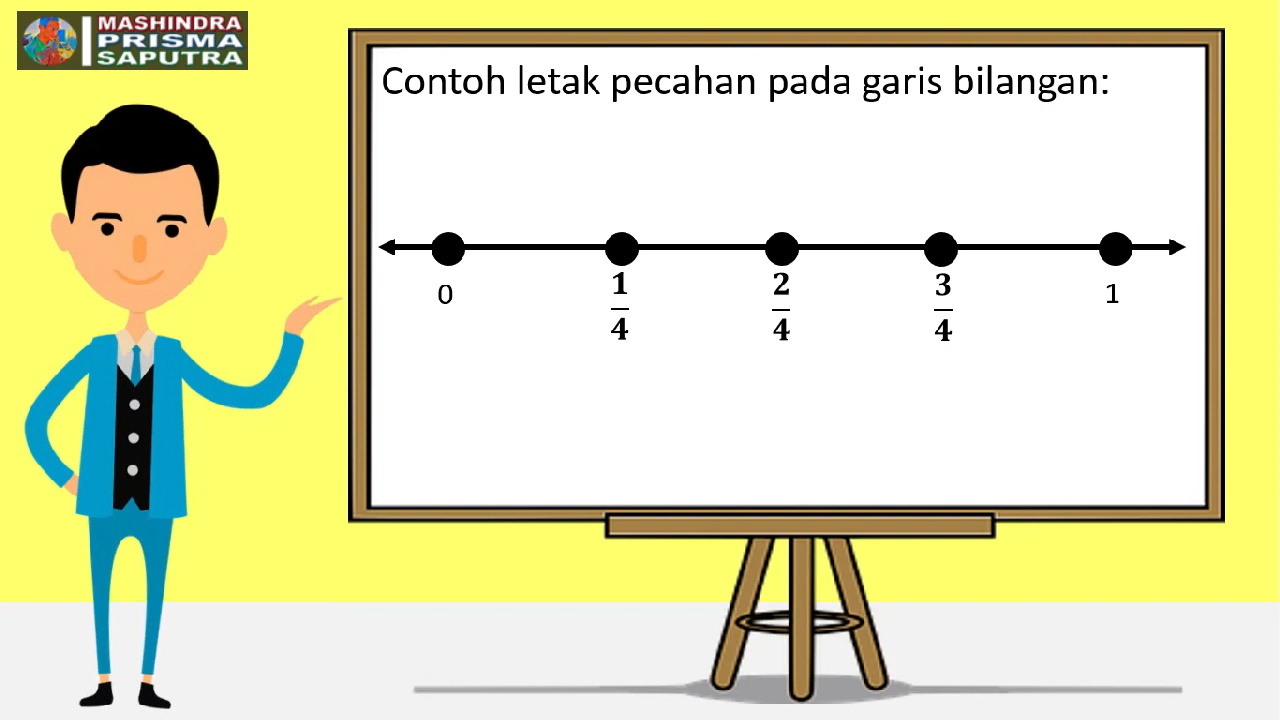 MASHINDRA
PRISMA
SAPUTRA
Contoh letak pecahan pada garis bilangan:
0 1/4 2/4 3/4 1